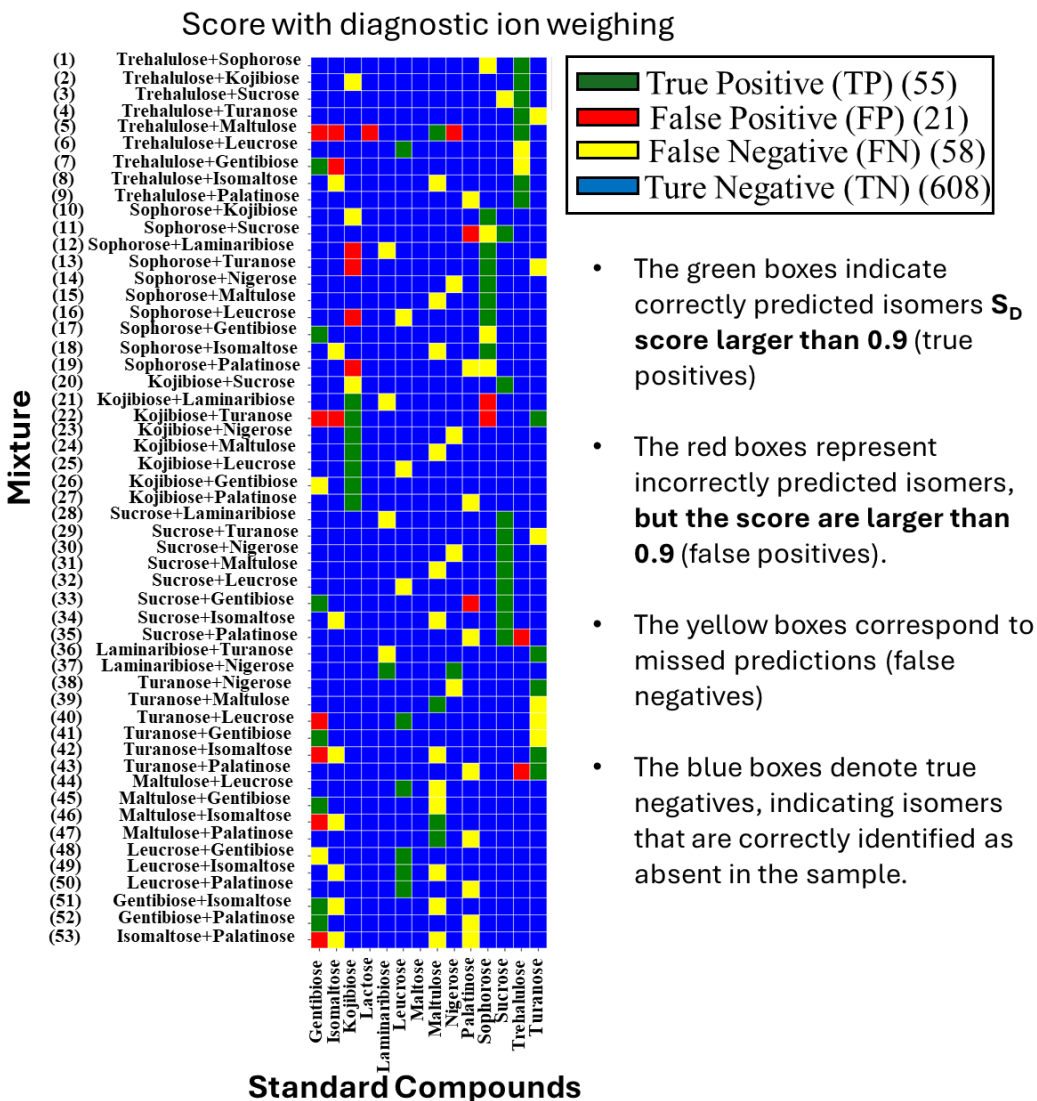 Score with diagnostic ion weighing
(1) Trehalulose+Sophorose
(2) Trehalulose+Kojibiose
(3) Trehalulose+Sucrose
(4) Trehalulose+Turanose
(5) Trehalulose+Maltulose
(6) Trehalulose+Leucrose
(7) Trehalulose+Gentibiose
(8) Trehalulose+Isomaltose
(9) Trehalulose+Palatinose
(10) Sophorose+Kojibiose
(11) Sophorose+Sucrose
(12) Sophorose+Laminaribiose
(13) Sophorose+Turanose
(14) Sophorose+Nigerose
(15) Sophorose+Maltulose
(16) Sophorose+Leucrose
(17) Sophorose+Gentibiose
(18) Sophorose+Isomaltose
(19) Sophorose+Palatinose
(20) Kojibiose+Sucrose
(21) Kojibiose+Laminaribiose
(22) Kojibiose+Turanose
(23) Kojibiose+Nigerose
(24) Kojibiose+Maltulose
(25) Kojibiose+Leucrose
(26) Kojibiose+Gentibiose
(27) Kojibiose+Palatinose
(28) Sucrose+Laminaribiose
(29) Sucrose+Turanose
(30) Sucrose+Nigerose
(31) Sucrose+Maltulose
(32) Sucrose+Leucrose
(33) Sucrose+Gentibiose
(34) Sucrose+Isomaltose
(35) Sucrose+Palatinose
(36) Laminaribiose+Turanose
(37) Laminaribiose+Nigerose
(38) Turanose+Nigerose
(39) Turanose+Maltulose
(40) Turanose+Leucrose
(41) Turanose+Gentibiose
(42) Turanose+Isomaltose
(43) Turanose+Palatinose
(44) Maltulose+Leucrose
(45) Maltulose+Gentibiose
(46) Maltulose+Isomaltose
(47) Maltulose+Palatinose
(48) Leucrose+Gentibiose
(49) Leucrose+Isomaltose
(50) Leucrose+Palatinose
(51) Gentibiose+Isomaltose
(52) Gentibiose+Palatinose
(53) Isomaltose+Palatinose
Mixture
Gentibiose
Isomaltose
Kojibiose
Lactose
Laminaribiose
Leucrose
Maltose
Maltulose
Nigerose
Palatinose
Sophorose
Sucrose
Trehalulose
Turanose
Standard Compounds
True Positive (TP) (55)
False Positive (FP) (21)
False Negative (FN) (58)
Ture Negative (TN) (608)
• The green boxes indicate
correctly predicted isomers S_D
score larger than 0.9 (true
positives)
• The red boxes represent
incorrectly predicted isomers,
but the score are larger than
0.9 (false positives).
• The yellow boxes correspond to
missed predictions (false
negatives)
• The blue boxes denote true
negatives, indicating isomers
that are correctly identified as
absent in the sample.